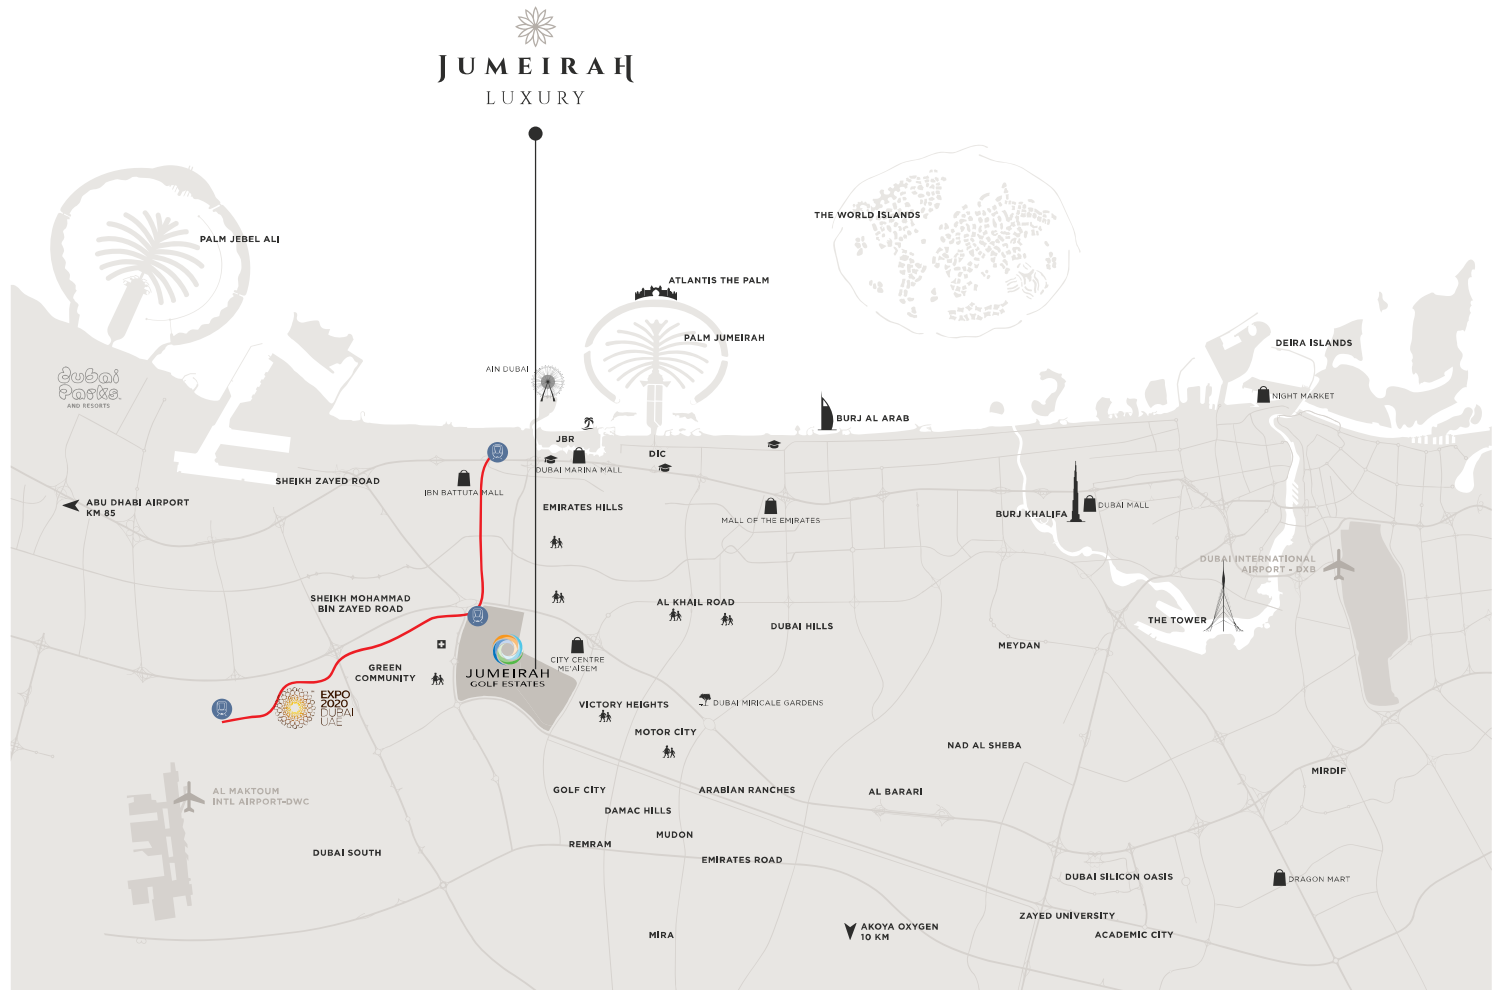 JUMEIRAH
LUXURY
THE WORLD ISLANDS
PALM JEBEL ALI
ATLANTIS THE PALM
PALM JUMEIRAH
DEIRA ISLANDS
AIN DUBAI
dubai
Parks
AND RESORTS
NIGHT MARKET
BURJ AL ARAB
JBR
DIC
DUBAI MARINA MALL
SHEIKH ZAYED ROAD
IBN BATTUTA MALL
ABU DHABI AIRPORT
KM 85
EMIRATES HILLS
MALL OF THE EMIRATES
BURJ KHALIFA
DUBAI MALL
DUBAI INTERNATIONAL
AIRPORT - DXB
SHEIKH MOHAMMAD
BIN ZAYED ROAD
AL KHAIL ROAD
DUBAI HILLS
THE TOWER
MEYDAN
GREEN
COMMUNITY
JUMEIRAH
GOLF ESTATES
CITY CENTRE
ME'AİSEM
EXPO
2020
DUBAI
UAE
VICTORY HEIGHTS
DUBAI MIRICALE GARDENS
MOTOR CITY
NAD AL SHEBA
MİRDİF
AL MAKTOUM
INTL AIRPORT-DWC
GOLF CITY
ARABIAN RANCHES
AL BARARI
DAMAC HILLS
MUDON
REMRAM
DUBAI SOUTH
EMIRATES ROAD
DUBAI SILICON OASIS
DRAGON MART
ZAYED UNIVERSITY
AKOYA OXYGEN
10 KM
MİRA
ACADEMIC CITY